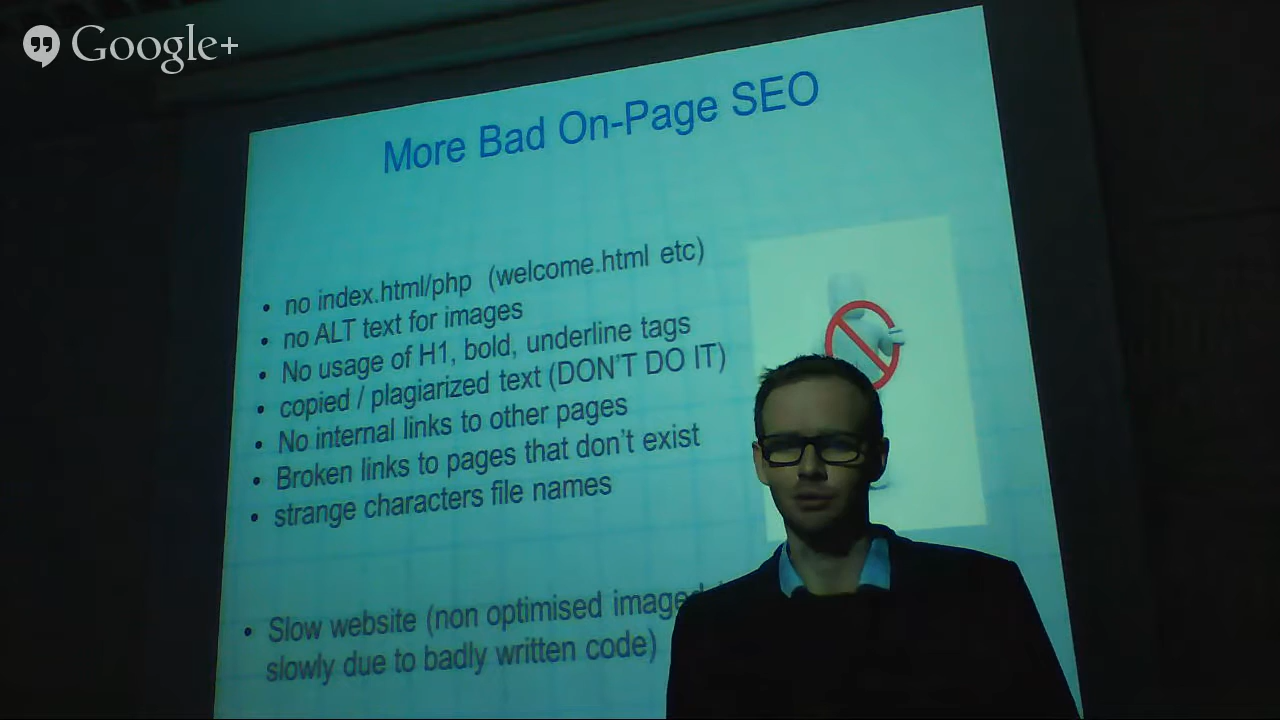 Google+
More Bad On-Page SEO
• no index.html/php (welcome.html etc)
• no ALT text for images
• No usage of H1, bold, underline tags
• copied / plagiarized text (DON'T DO IT)
• No internal links to other pages
• Broken links to pages that don't exist
• strange characters file names
• Slow website (non optimised
slowly due to badly written code)